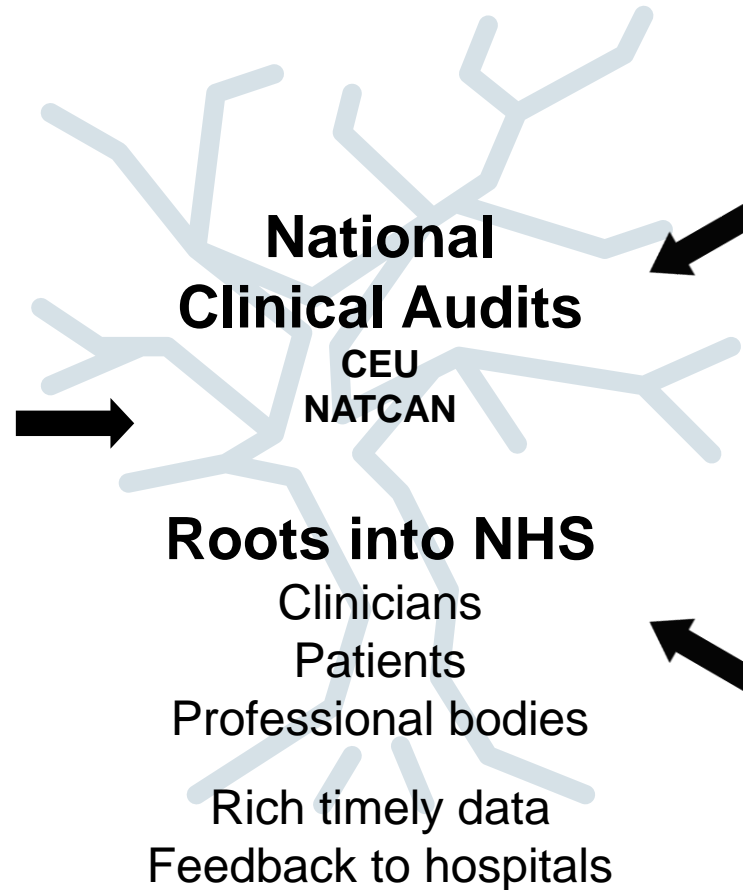 National
Clinical Audits
CEU
NATCAN
Roots into NHS
Clinicians
Patients
Professional bodies
Rich timely data
Feedback to hospitals